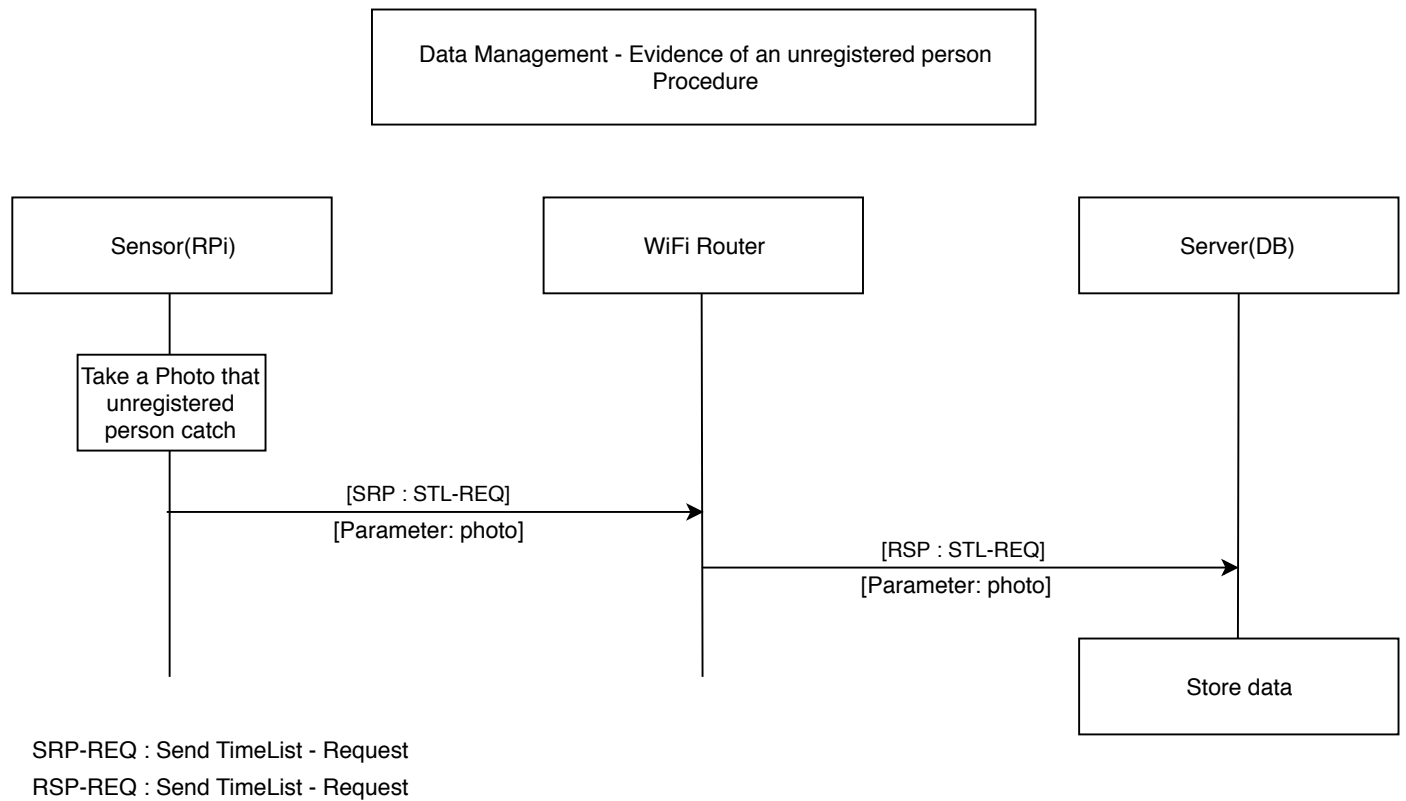 Data Management - Evidence of an unregistered person
Procedure
Sensor(RPi)
WiFi Router
Server(DB)
Take a Photo that
unregistered
person catch
[SRP : STL-REQ]
[Parameter: photo]
[RSP : STL-REQ]
[Parameter: photo]
Store data
SRP-REQ : Send TimeList - Request
RSP-REQ : Send TimeList - Request